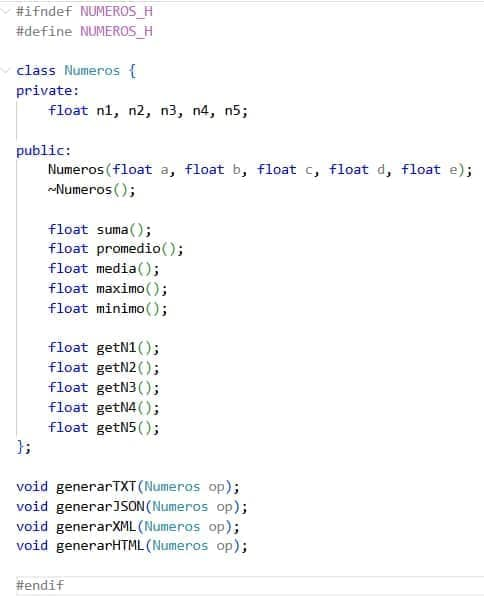 #ifndef NUMEROS_H
#define NUMEROS_H
class Numeros {
private:
float n1, n2, n3, n4, n5;
public:
Numeros(float a, float b, float c, float d, float e);
~Numeros();
float suma();
float promedio();
float media();
float maximo();
float minimo();
float getN1();
float getN2();
float getN3();
float getN4();
float getN5();
};
void generarTXT(Numeros op);
void generarJSON(Numeros op);
void generarXML(Numeros op);
void generarHTML(Numeros op);
#endif